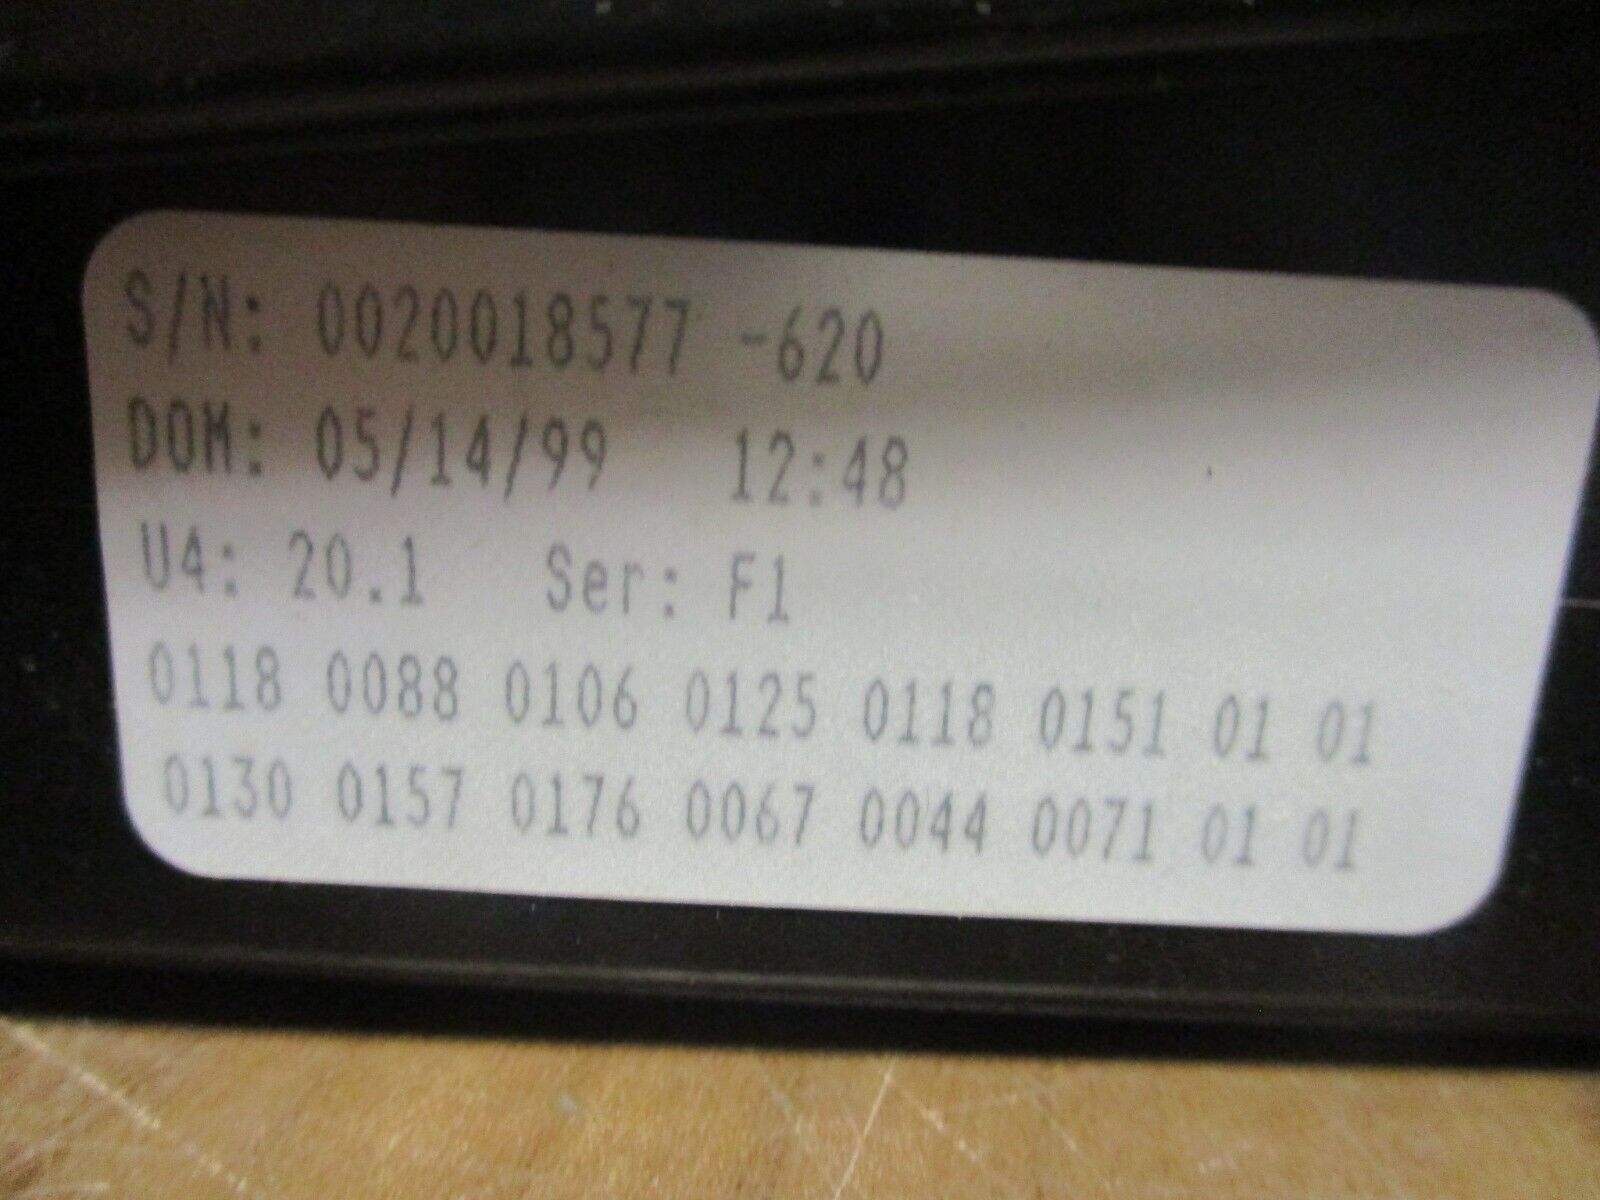 S/N: 0020018577 -620
DOM: 05/14/99 12:48
U4: 20.1 Ser: F1
0118 0088 0106 0125 0118 0151 01 01
0130 0157 0176 0067 0044 0071 01 01